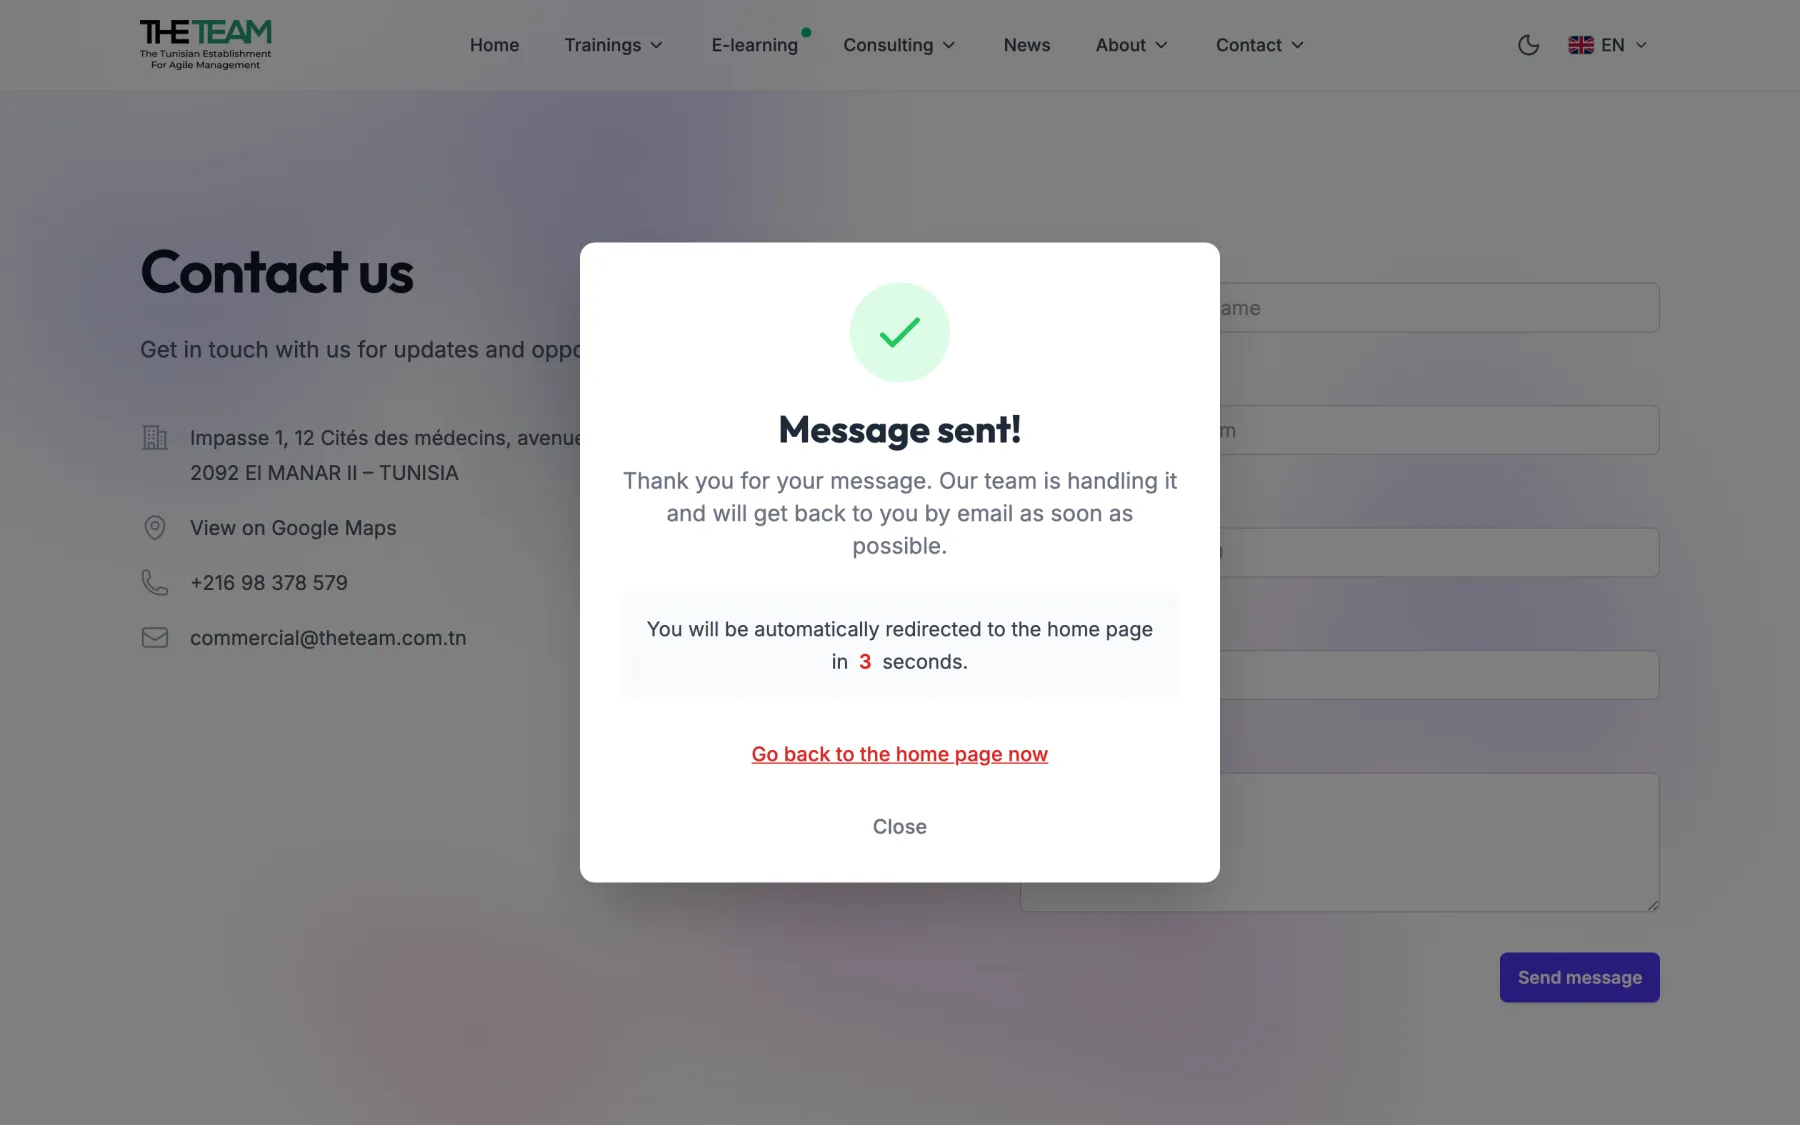 THETEAM
The Tunisian Establishment
For Agile Management
Home
Trainings
E-learning
Consulting
News
About
Contact
EN
Contact us
Get in touch with us for updates and oppo
Impasse 1, 12 Cités des médecins, avenue
2092 El MANAR II – TUNISIA
View on Google Maps
+216 98 378 579
commercial@theteam.com.tn
Message sent!
Thank you for your message. Our team is handling it
and will get back to you by email as soon as
possible.
You will be automatically redirected to the home page
in 3 seconds.
Go back to the home page now
Close
ame
m
Send message